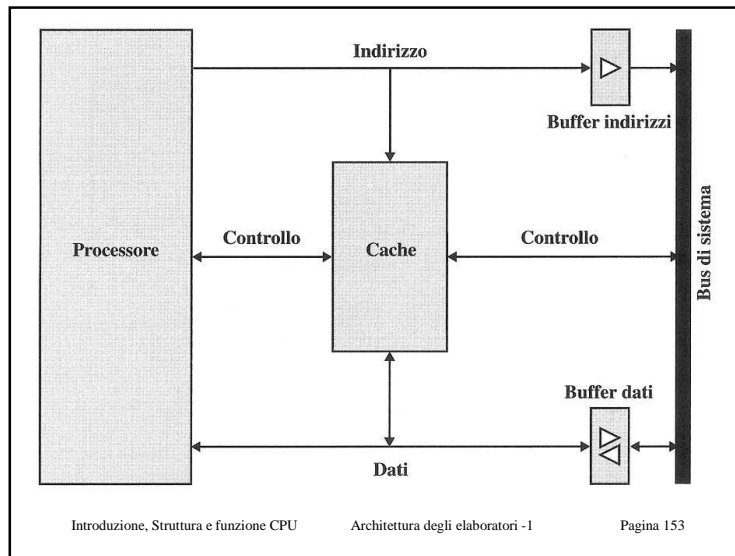 Indirizzo
Buffer indirizzi
Processore
Controllo
Cache
Controllo
Bus di sistema
Buffer dati
Dati
Introduzione, Struttura e funzione CPU
Architettura degli elaboratori -1
Pagina 153